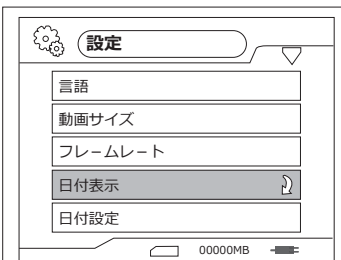 設定
言語
動画サイズ
フレームレート
日付表示
日付設定
00000MB